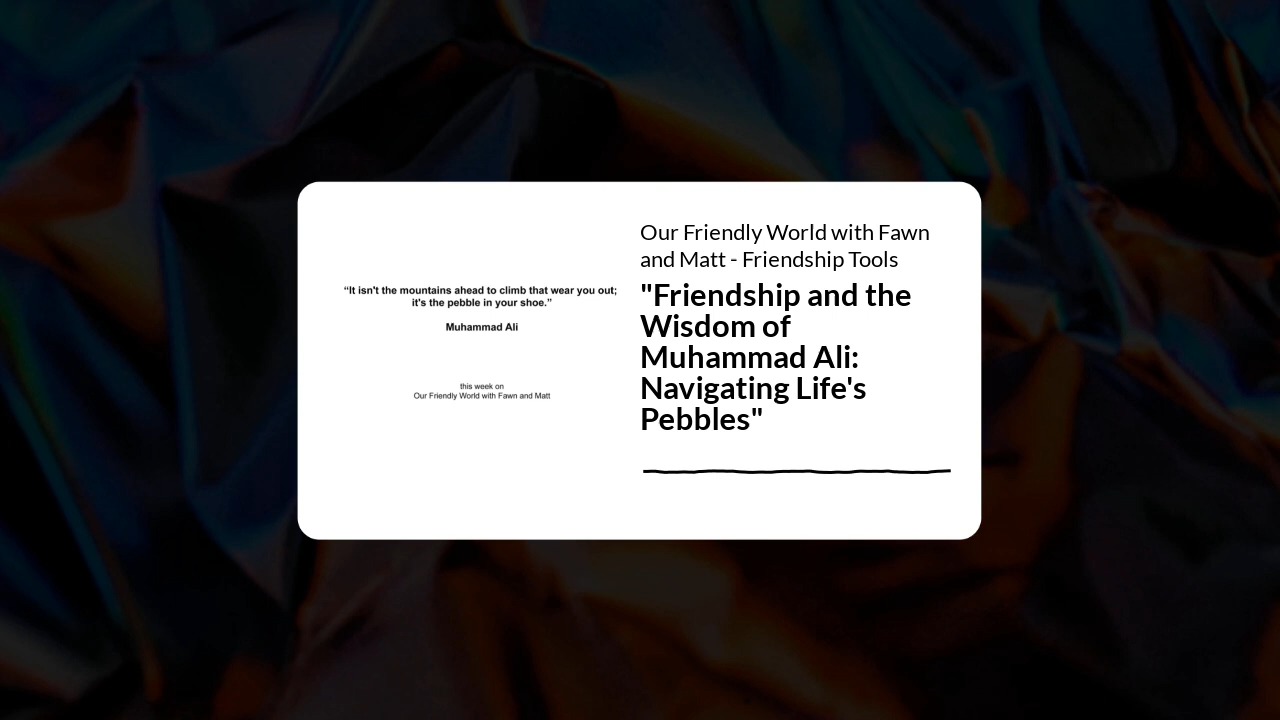 “It isn't the mountains ahead to climb that wear you out;
it's the pebble in your shoe.”
Muhammad Ali
this week on
Our Friendly World with Fawn and Matt
Our Friendly World with Fawn
and Matt - Friendship Tools
"Friendship and the
Wisdom of
Muhammad Ali:
Navigating Life's
Pebbles"